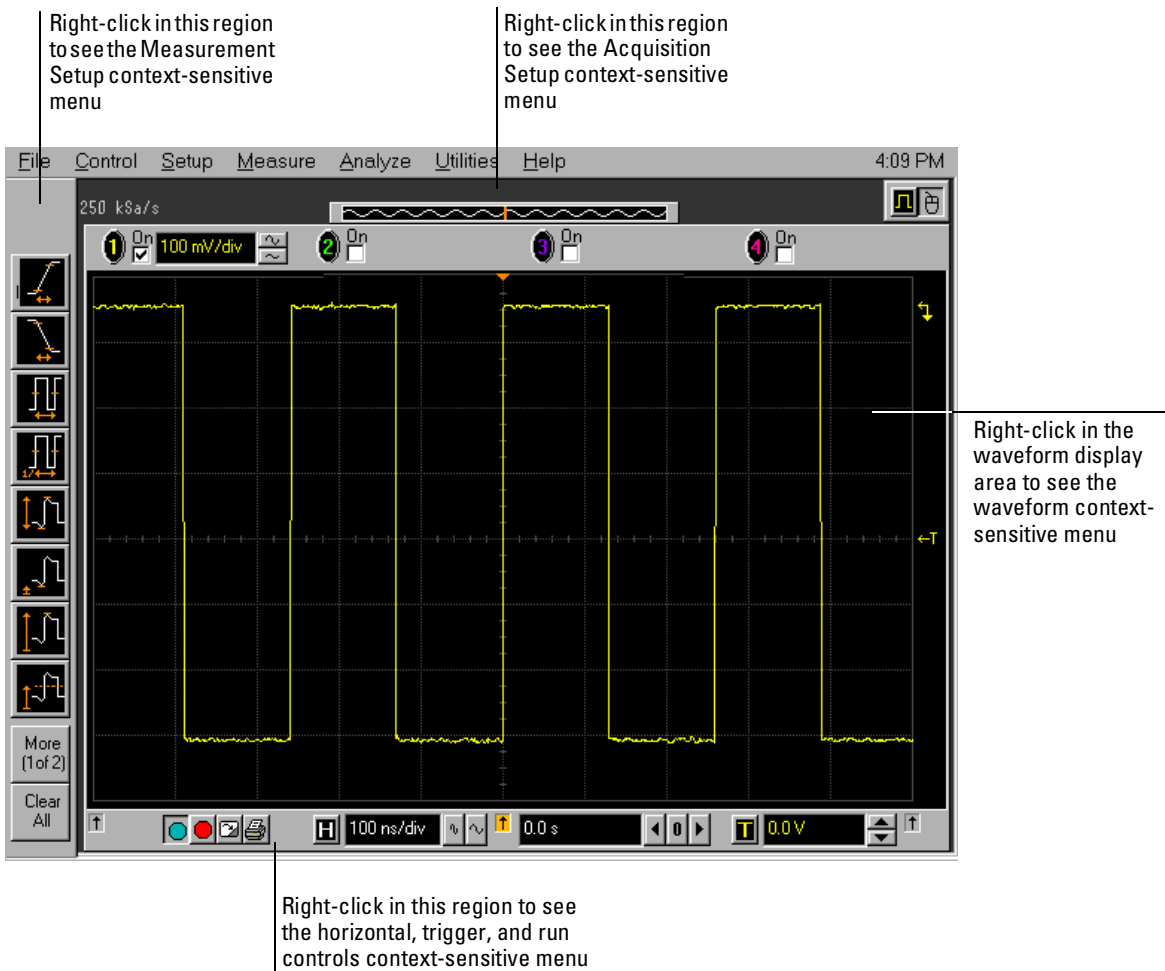 Right-click in this region
to see the Measurement
Setup context-sensitive
menu
Right-click in this region
to see the Acquisition
Setup context-sensitive
menu
File Control Setup Measure Analyze Utilities Help 4:09 PM
250 kSa/s
1 On 100 mV/div 2 On 3 On 4 On
T
Right-click in the
waveform display
area to see the
waveform context-
sensitive menu
More
(1of 2)
Clear
All
H 100 ns/div 0.0 s 0 T 0.0 V
Right-click in this region to see
the horizontal, trigger, and run
controls context-sensitive menu